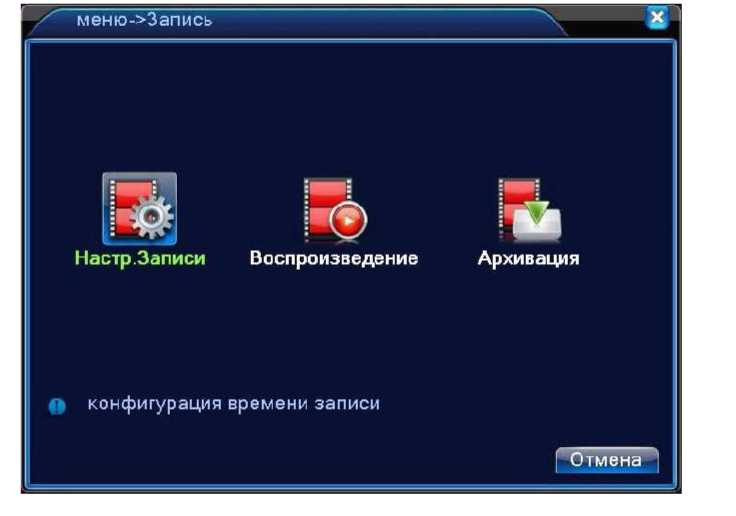 меню->Запись
Настр.Записи Воспроизведение Архивация
конфигурация времени записи
Отмена